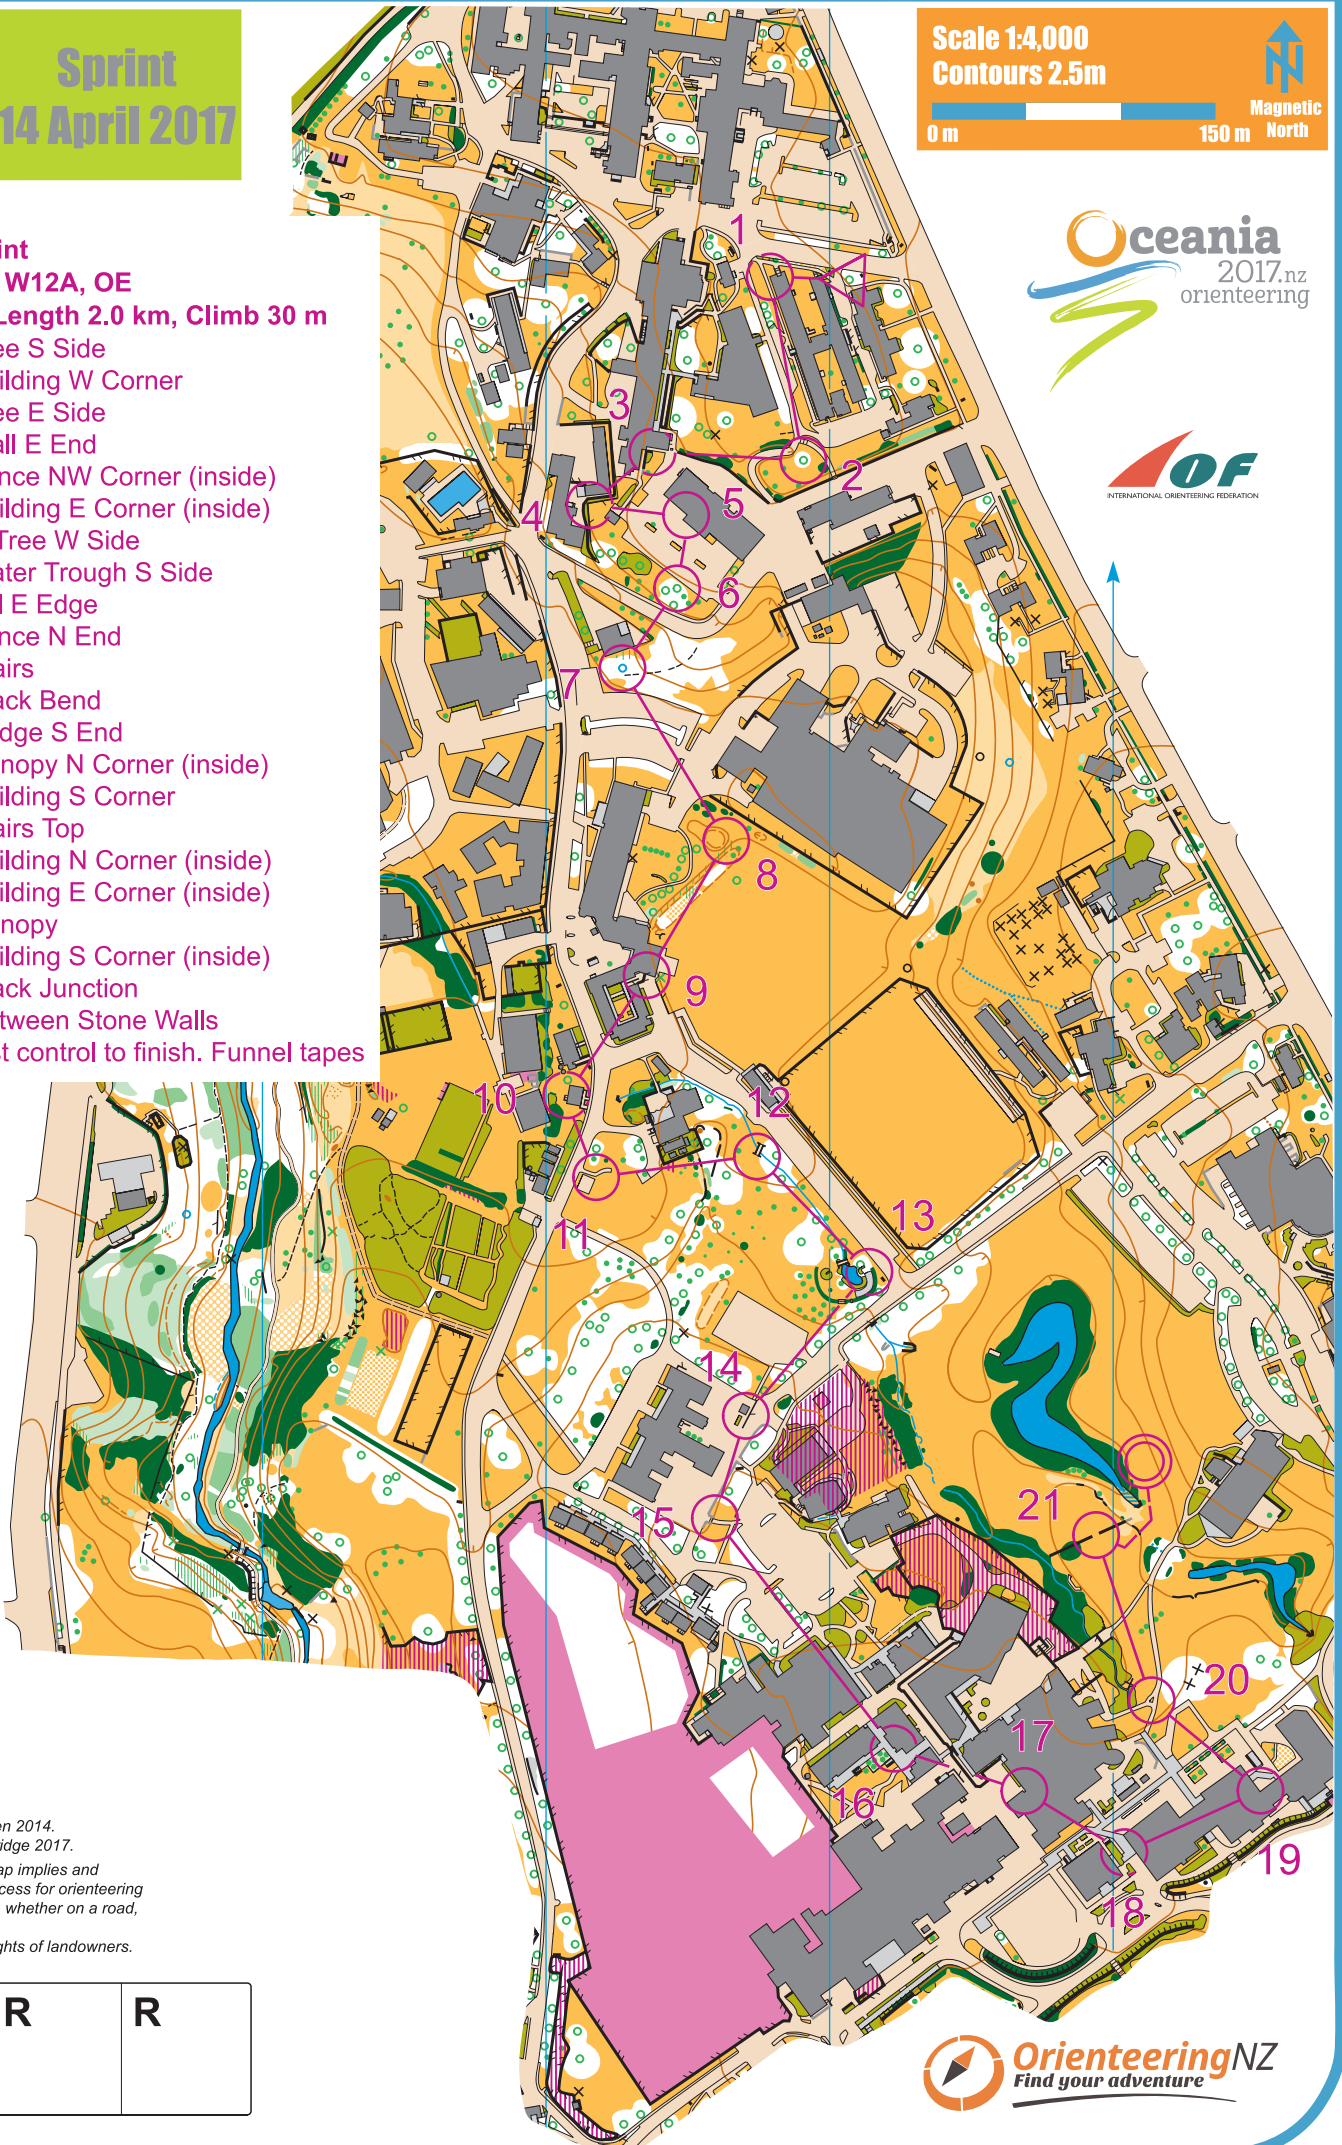 Sprint
14 April 2017
Scale 1:4,000
Contours 2.5m
0 m
150 m
Magnetic
North
int
W12A, OE
Length 2.0 km, Climb 30 m
ee S Side
ilding W Corner
ee E Side
all E End
nce NW Corner (inside)
ilding E Corner (inside)
Tree W Side
ater Trough S Side
l E Edge
nce N End
airs
ack Bend
dge S End
nopy N Corner (inside)
ilding S Corner
airs Top
ilding N Corner (inside)
ilding E Corner (inside)
nopy
ilding S Corner (inside)
ack Junction
tween Stone Walls
st control to finish. Funnel tapes
Oceania
2017.nz
orienteering
IOF
INTERNATIONAL ORIENTEERING FEDERATION
1
2
3
4
5
6
7
8
9
10
11
12
13
14
15
16
17
18
19
20
21
en 2014.
ridge 2017.
ap implies and
cess for orienteering
, whether on a road,
ghts of landowners.
R
R
OrienteeringNZ
Find your adventure